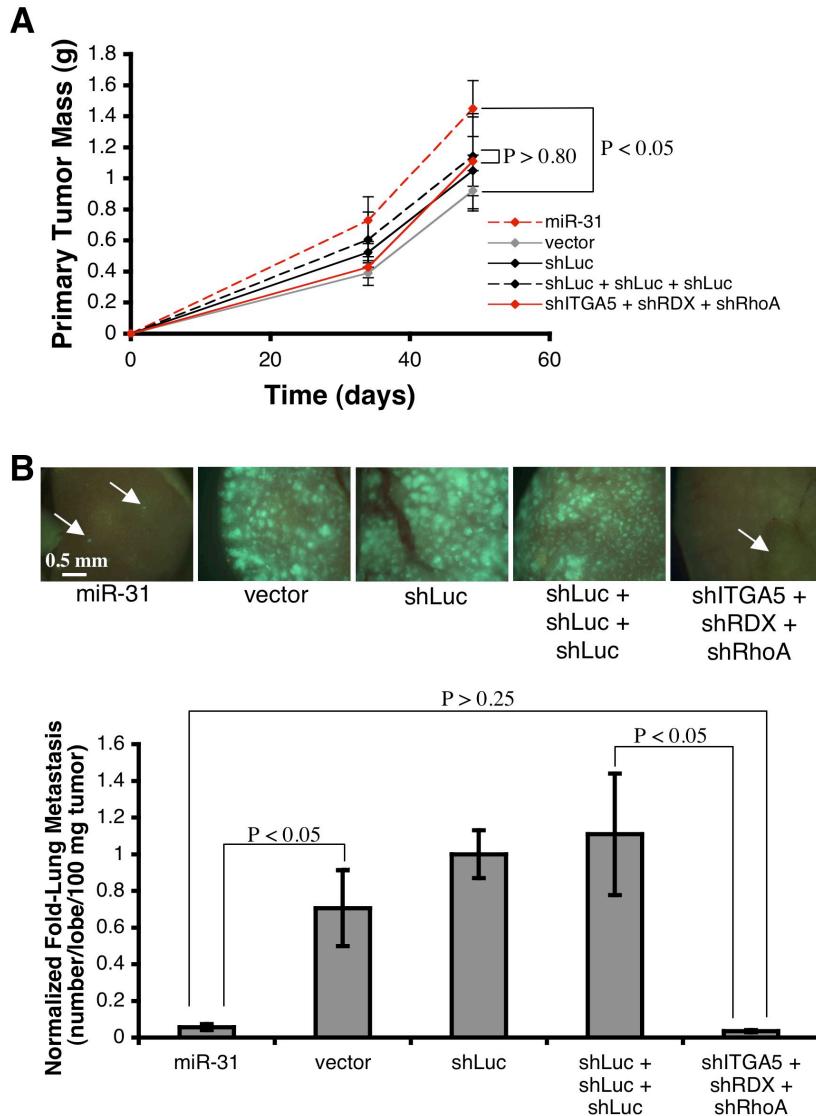 A
Primary Tumor Mass (g)
1.8
1.6
1.4
1.2
1
0.8
0.6
0.4
0.2
0
0
20
40
60
Time (days)
P > 0.80
P < 0.05
miR-31
vector
shLuc
shLuc + shLuc + shLuc
shITGA5 + shRDX + shRhoA
B
0.5 mm
miR-31
vector
shLuc
shLuc +
shLuc +
shLuc
shITGA5 +
shRDX +
shRhoA
Normalized Fold-Lung Metastasis
(number/lobe/100 mg tumor)
1.6
1.4
1.2
1
0.8
0.6
0.4
0.2
0
P > 0.25
P < 0.05
P < 0.05
miR-31
vector
shLuc
shLuc +
shLuc +
shLuc
shITGA5 +
shRDX +
shRhoA